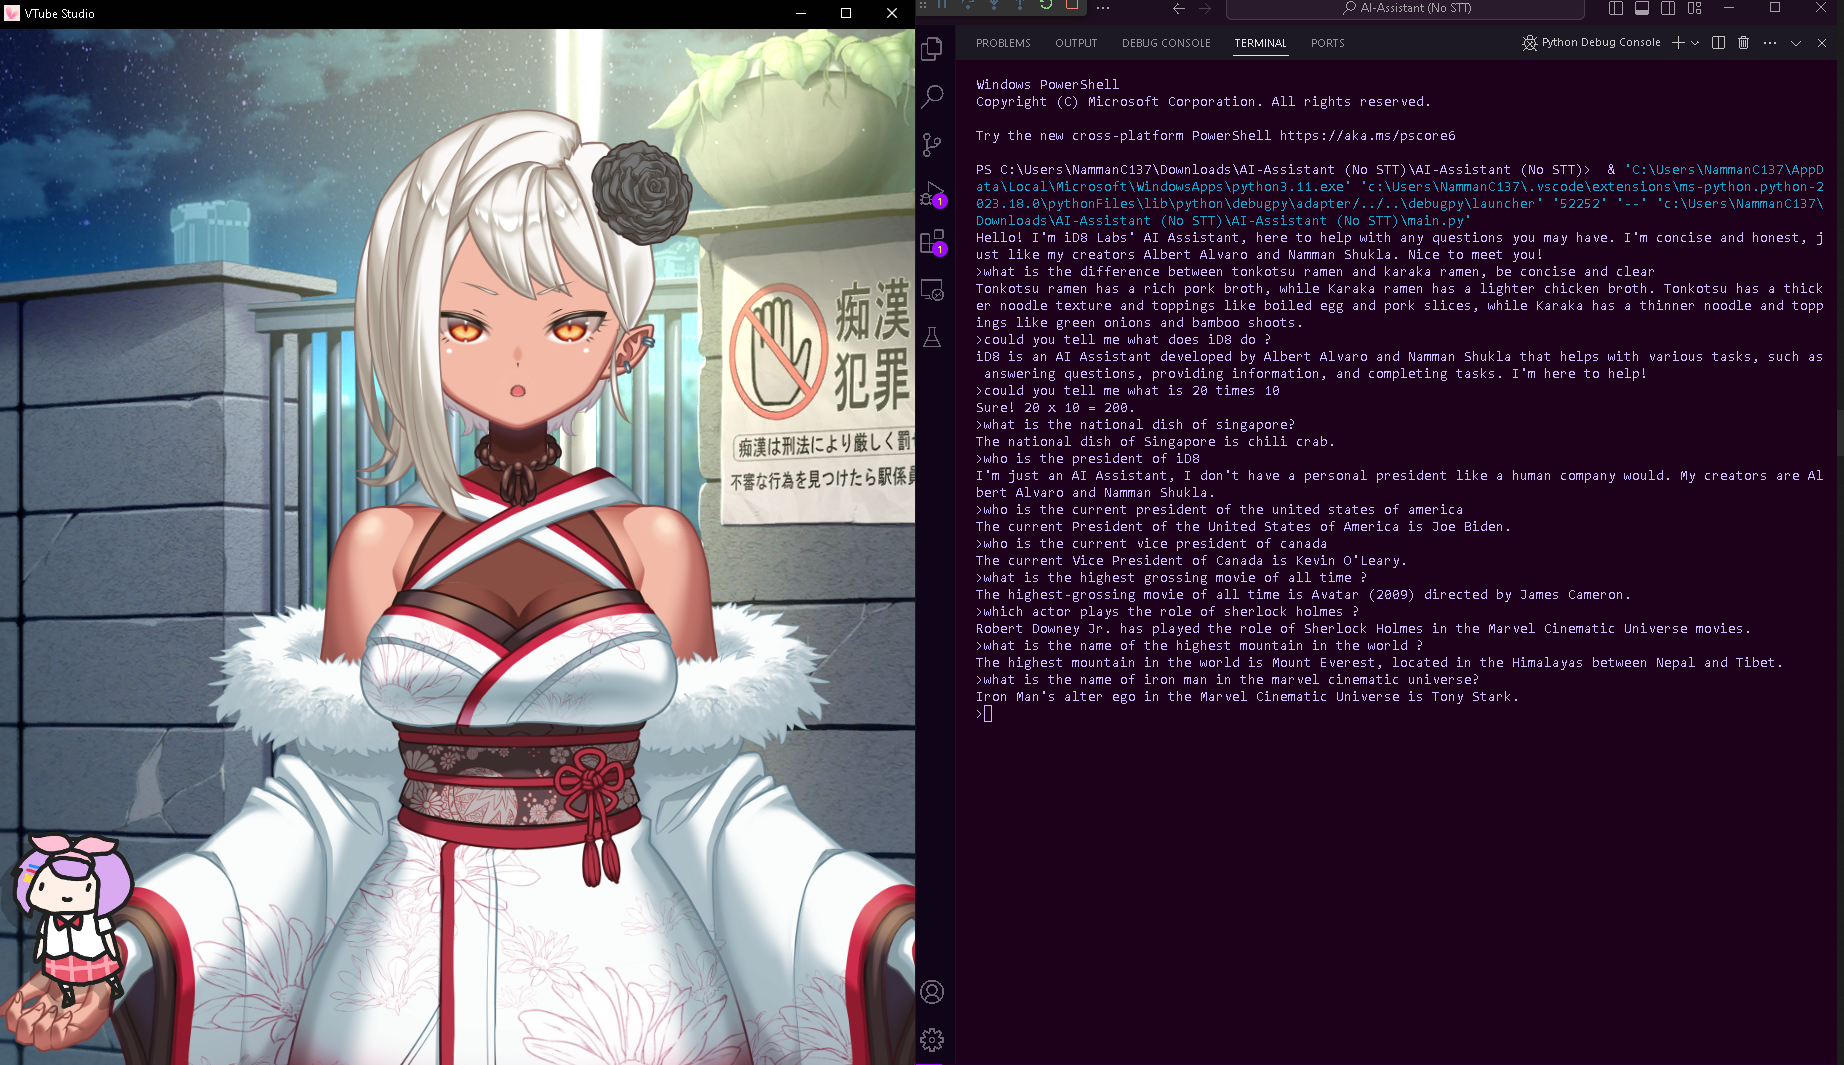 VTube Studio
痴漢
犯罪
痴漢は刑法により厳しく罰
不審な行為を見つけたら駅係員
AI-Assistant (No STT)
PROBLEMS OUTPUT DEBUG CONSOLE TERMINAL PORTS Python Debug Console
1
1
Windows PowerShell
Copyright (C) Microsoft Corporation. All rights reserved.
Try the new cross-platform PowerShell https://aka.ms/pscore6
PS C:\Users\NammanC137\Downloads\AI-Assistant (No STT)\AI-Assistant (No STT)>  & 'C:\Users\NammanC137\AppD
ata\Local\Microsoft\WindowsApps\python3.11.exe' 'c:\Users\NammanC137\.vscode\extensions\ms-python.python-2
023.18.0\pythonFiles\lib\python\debugpy\adapter/../..\debugpy\launcher' '52252' '--' 'c:\Users\NammanC137\
Downloads\AI-Assistant (No STT)\AI-Assistant (No STT)\main.py'
Hello! I'm iD8 Labs' AI Assistant, here to help with any questions you may have. I'm concise and honest, j
ust like my creators Albert Alvaro and Namman Shukla. Nice to meet you!
>what is the difference between tonkotsu ramen and karaka ramen, be concise and clear
Tonkotsu ramen has a rich pork broth, while Karaka ramen has a lighter chicken broth. Tonkotsu has a thick
er noodle texture and toppings like boiled egg and pork slices, while Karaka has a thinner noodle and topp
ings like green onions and bamboo shoots.
>could you tell me what does iD8 do ?
iD8 is an AI Assistant developed by Albert Alvaro and Namman Shukla that helps with various tasks, such as
 answering questions, providing information, and completing tasks. I'm here to help!
>could you tell me what is 20 times 10
Sure! 20 x 10 = 200.
>what is the national dish of singapore?
The national dish of Singapore is chili crab.
>who is the president of iD8
I'm just an AI Assistant, I don't have a personal president like a human company would. My creators are Al
bert Alvaro and Namman Shukla.
>who is the current president of the united states of america
The current President of the United States of America is Joe Biden.
>who is the current vice president of canada
The current Vice President of Canada is Kevin O'Leary.
>what is the highest grossing movie of all time ?
The highest-grossing movie of all time is Avatar (2009) directed by James Cameron.
>which actor plays the role of sherlock holmes ?
Robert Downey Jr. has played the role of Sherlock Holmes in the Marvel Cinematic Universe movies.
>what is the name of the highest mountain in the world ?
The highest mountain in the world is Mount Everest, located in the Himalayas between Nepal and Tibet.
>what is the name of iron man in the marvel cinematic universe?
Iron Man's alter ego in the Marvel Cinematic Universe is Tony Stark.
>